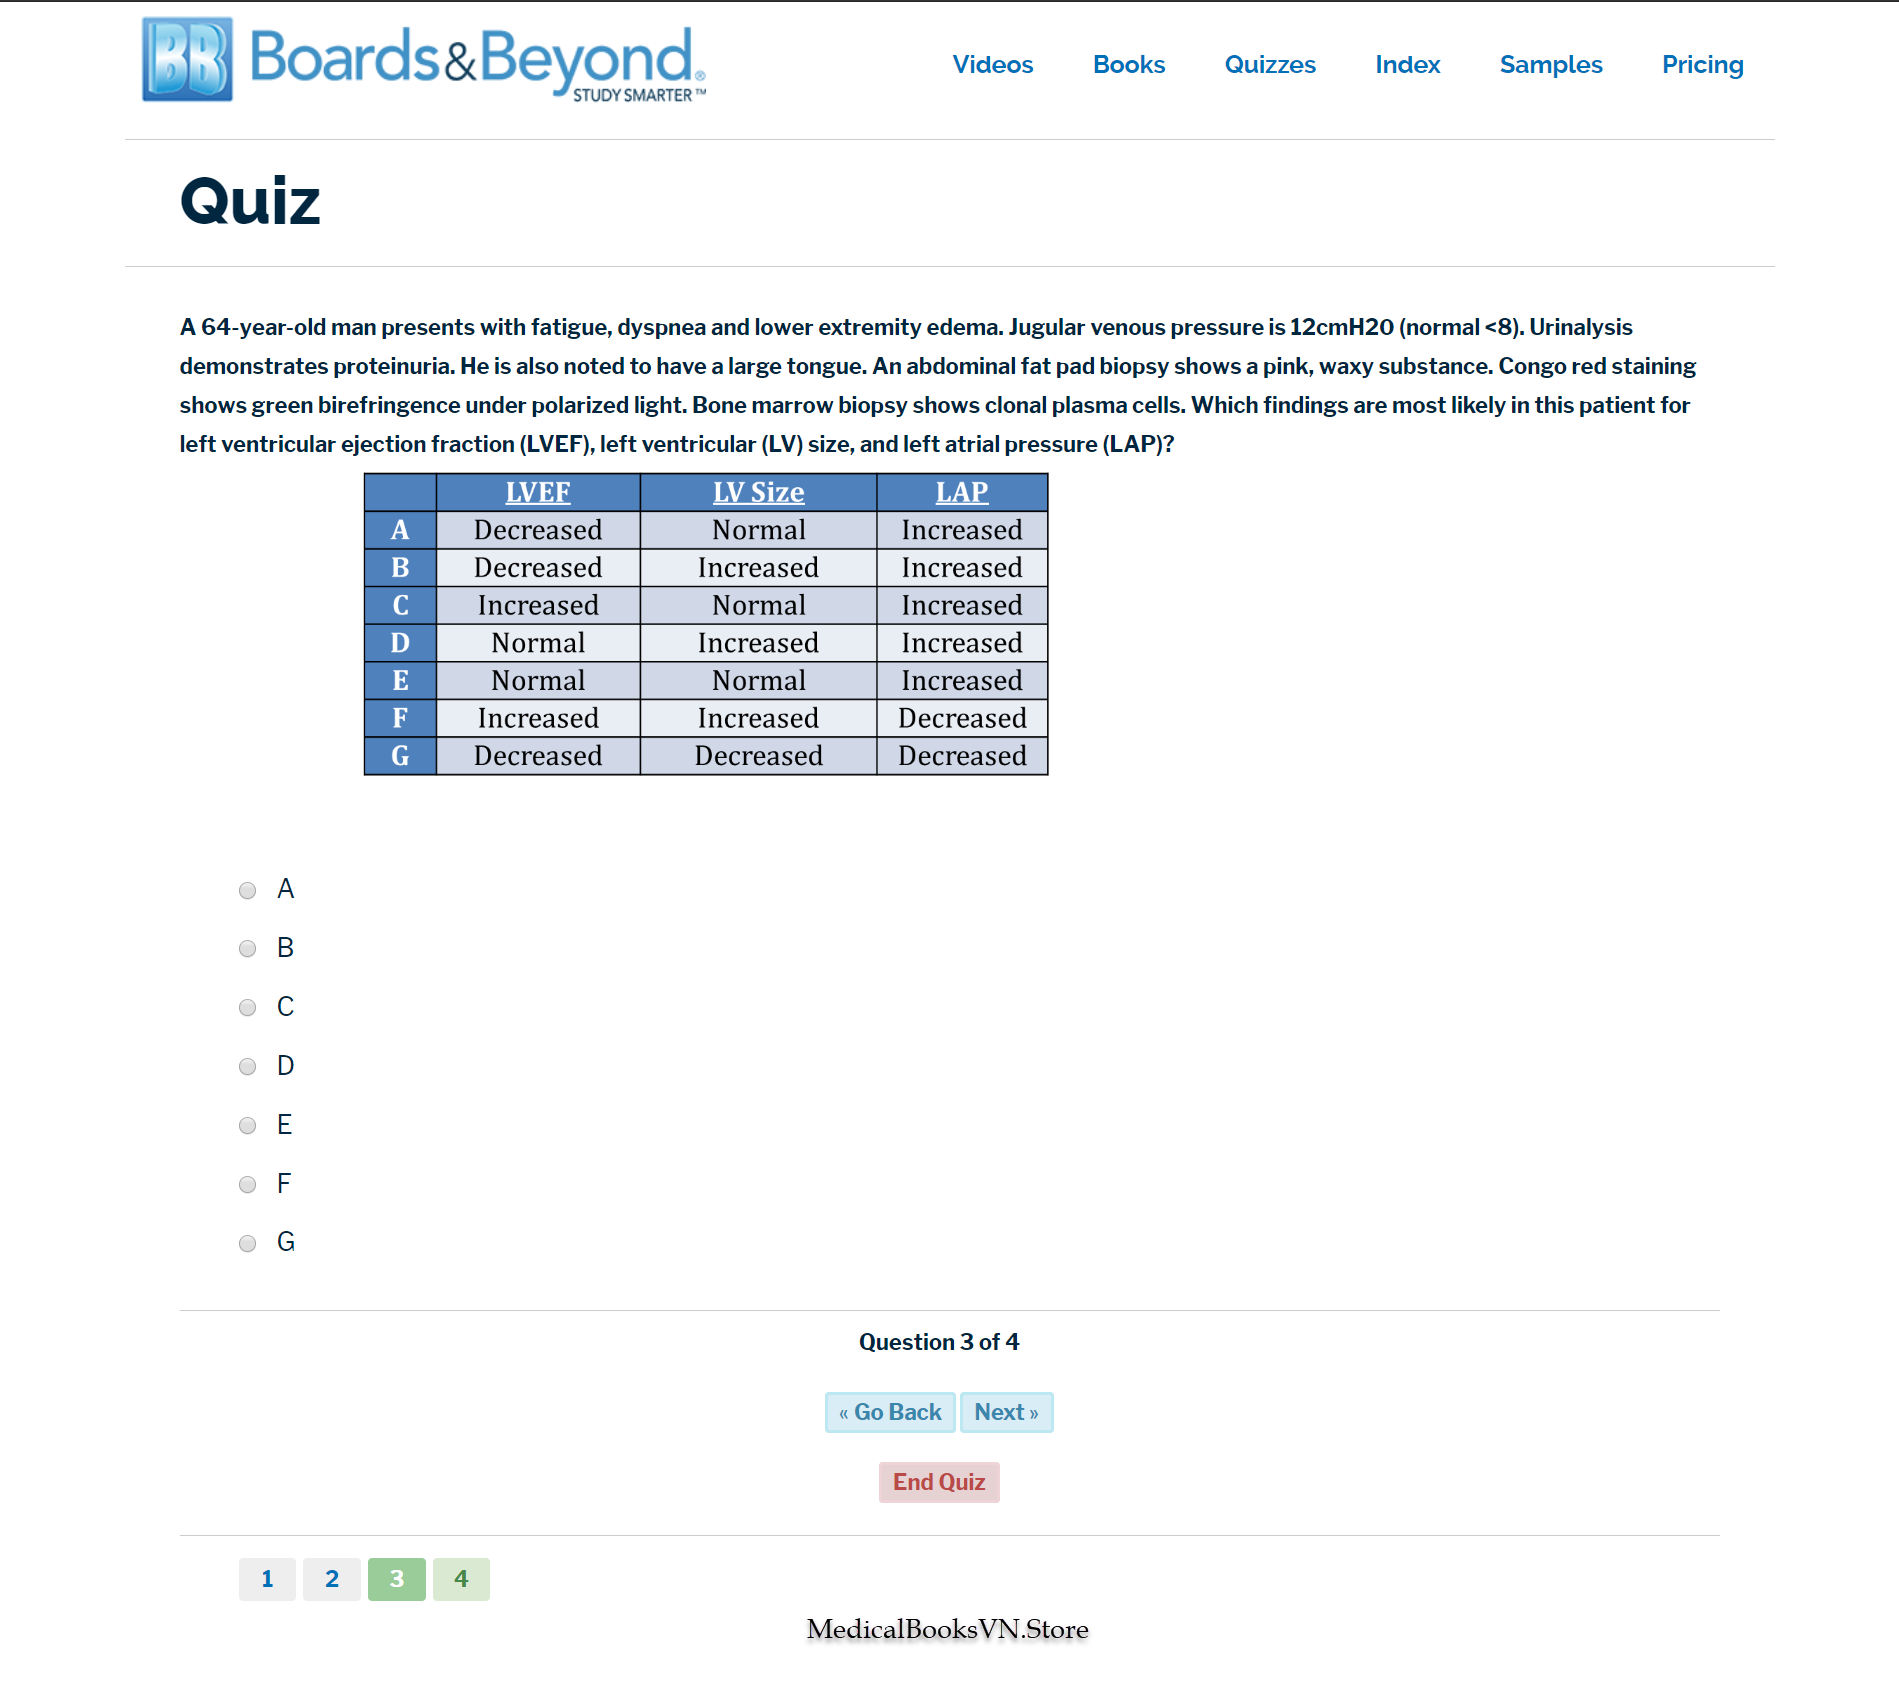 BB Boards&Beyond®
STUDY SMARTER™
Videos Books Quizzes Index Samples Pricing
Quiz
A 64-year-old man presents with fatigue, dyspnea and lower extremity edema. Jugular venous pressure is 12cmH20 (normal <8). Urinalysis
demonstrates proteinuria. He is also noted to have a large tongue. An abdominal fat pad biopsy shows a pink, waxy substance. Congo red staining
shows green birefringence under polarized light. Bone marrow biopsy shows clonal plasma cells. Which findings are most likely in this patient for
left ventricular ejection fraction (LVEF), left ventricular (LV) size, and left atrial pressure (LAP)?
LVEF LV Size LAP
A Decreased Normal Increased
B Decreased Increased Increased
C Increased Normal Increased
D Normal Increased Increased
E Normal Normal Increased
F Increased Increased Decreased
G Decreased Decreased Decreased
A
B
C
D
E
F
G
Question 3 of 4
« Go Back Next »
End Quiz
1 2 3 4
MedicalBooksVN.Store